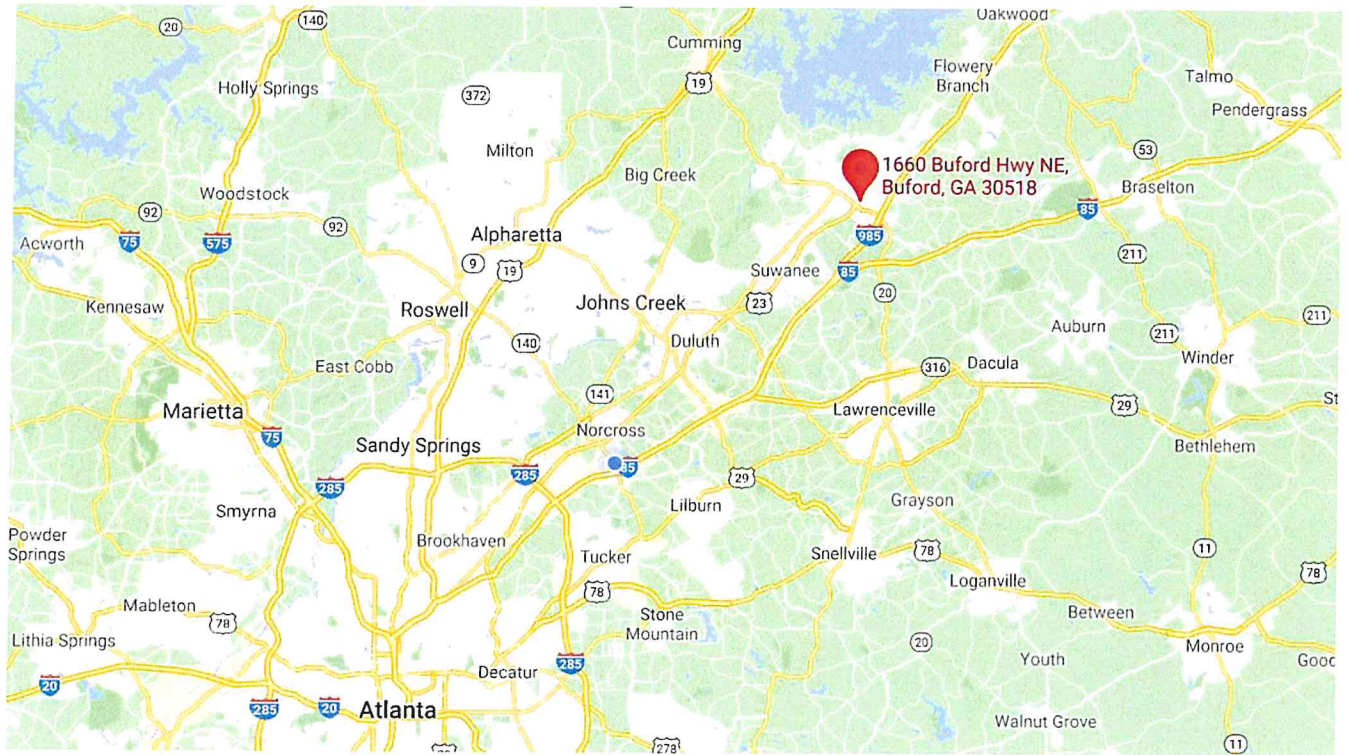 20
140
Oakwood
Cumming
Holly Springs
19
Flowery
Branch
Talmo
372
Pendergrass
Milton
53
1660 Buford Hwy NE,
Buford, GA 30518
Big Creek
Braselton
Woodstock
92
92
85
Acworth
75
575
Alpharetta
985
9
19
Suwanee
85
211
20
Kennesaw
Roswell
Johns Creek
23
Auburn
211
140
Duluth
211
Winder
East Cobb
Dacula
316
141
29
St
Marietta
Lawrenceville
75
Norcross
Sandy Springs
Bethlehem
285
285
85
29
Smyrna
Lilburn
Grayson
Powder
Springs
Brookhaven
Tucker
Snellville
78
11
78
78
Loganville
Mableton
78
Stone
Mountain
Between
Lithia Springs
20
Monroe
Decatur
285
Youth
Good
20
285
20
Atlanta
Walnut Grove
278
11